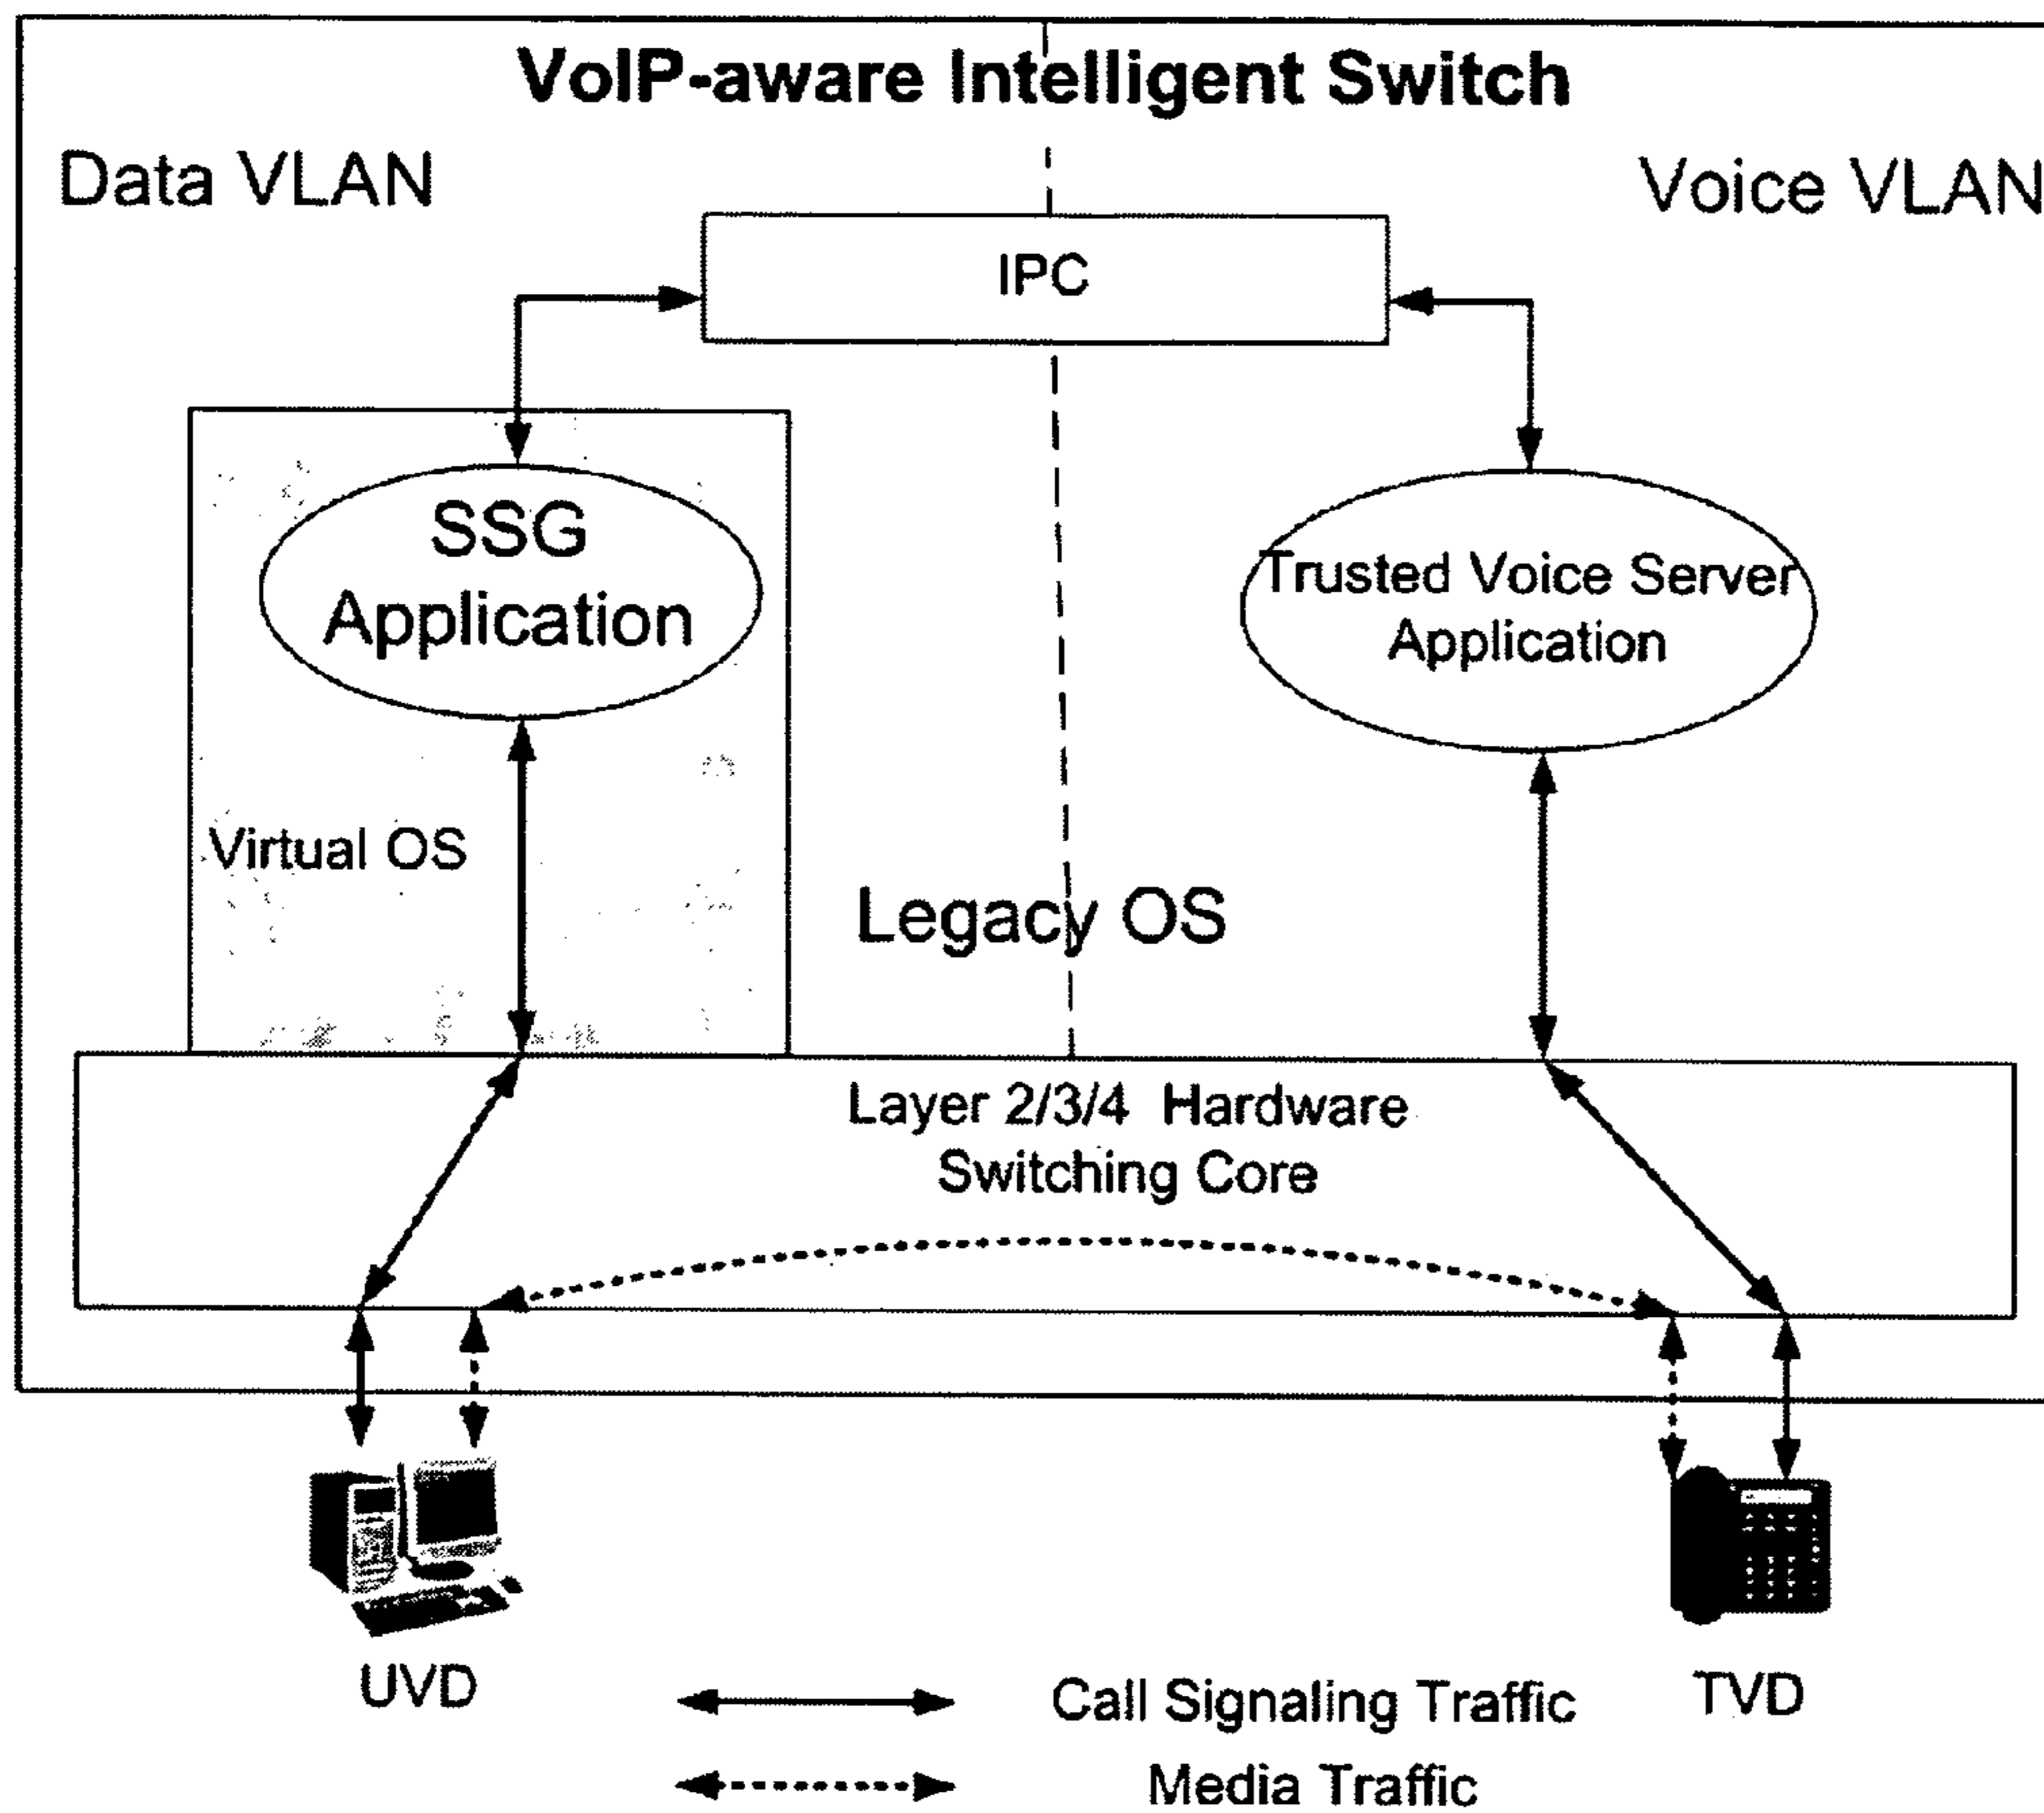 VoIP-aware Intelligent Switch
Data VLAN
Voice VLAN
IPC
SSG
Application
Trusted Voice Server
Application
Virtual OS
Legacy OS
Layer 2/3/4 Hardware
Switching Core
UVD
TVD
Call Signaling Traffic
Media Traffic